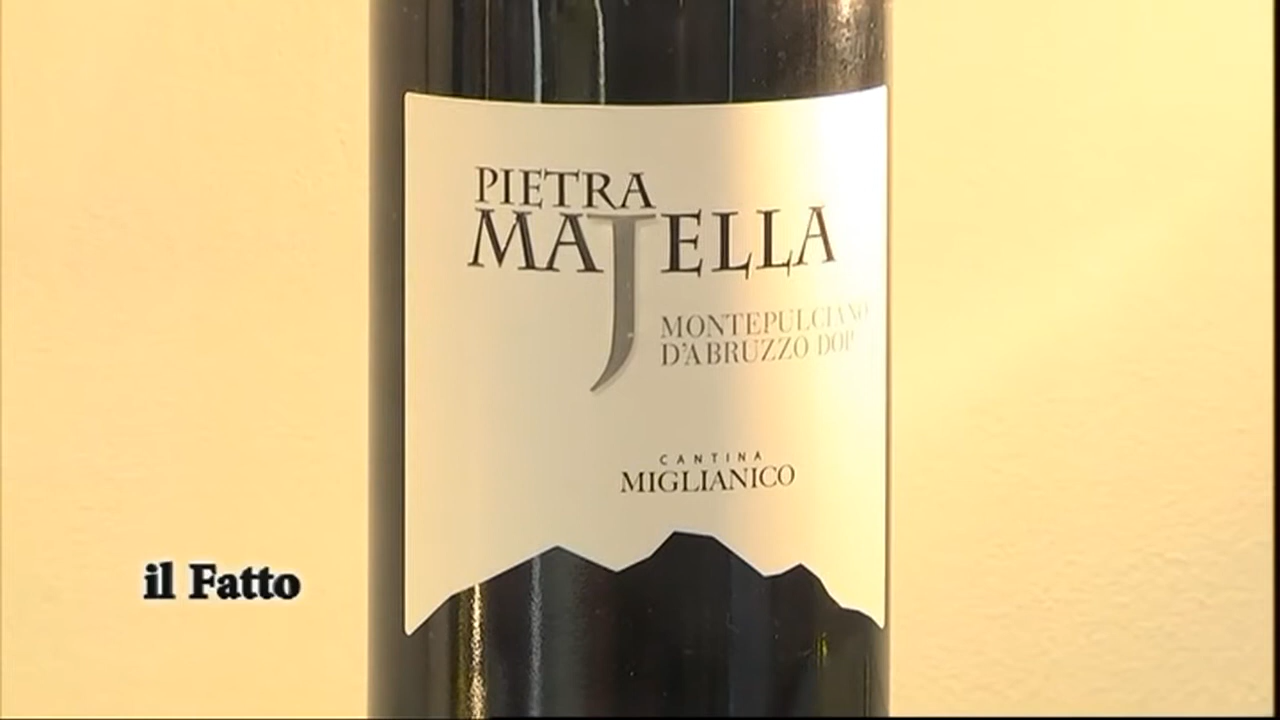 PIETRA
MAJELLA
MONTEPULCIANO
D'ABRUZZO DOP
CANTINA
MIGLIANICO
il Fatto